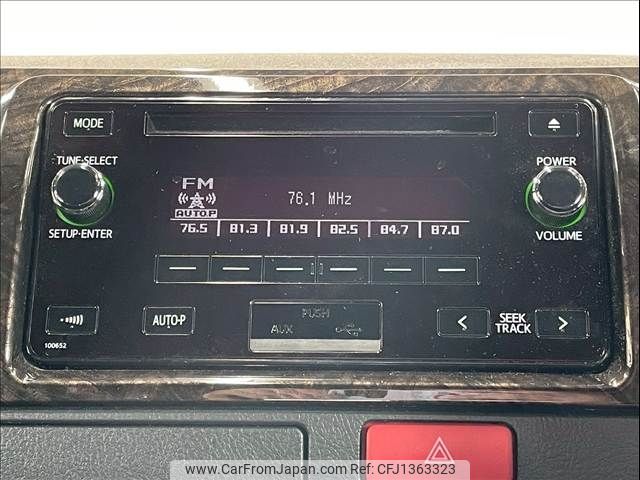 MODE
TUNE·SELECT
POWER
FM
76.1 MHz
AUTO.P
76.5 81.3 81.9 82.5 84.7 87.0
SETUP·ENTER
VOLUME
AUTO·P
PUSH
AUX
SEEK
TRACK
100652
www.CarFromJapan.com | CarFromJapan | CFJ1363323